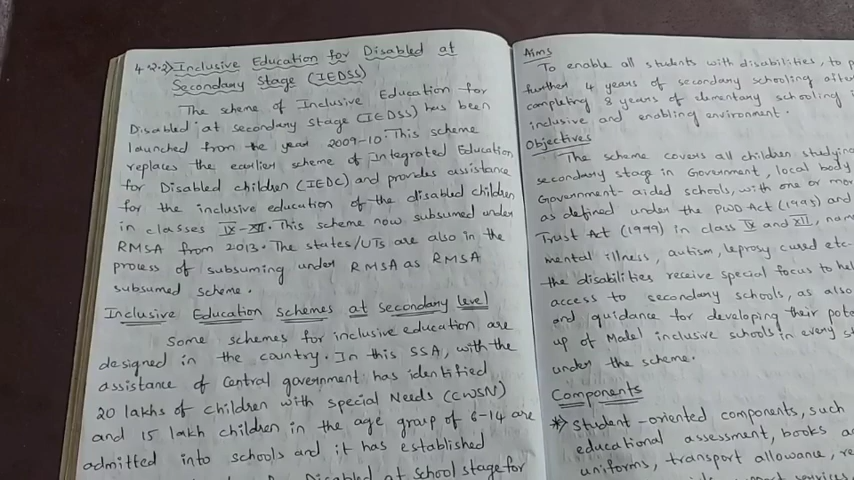 4.2.2) Inclusive Education for Disabled at
Secondary Stage (IEDSS)
The scheme of Inclusive Education for
Disabled at secondary stage (IEDSS) has been
launched from the year 2009-10. This scheme
replaces the earlier scheme of Integrated Education
for Disabled children (IEDC) and provides assistance
for the inclusive education of the disabled children
in classes IX-XII. This scheme now subsumed under
RMSA from 2013. The states/UTs are also in the
process of subsuming under RMSA as RMSA
subsumed scheme.
Inclusive Education schemes at Secondary level
Some schemes for inclusive education are
designed in the country. In this SSA, with the
assistance of Central government has identified
20 lakhs of children with Special Needs (CWSN)
and 15 lakh children in the age group of 6-14 are
admitted into schools and it has established
Disabled at School stage for
Aims
To enable all students with disabilities, to
further 4 years of secondary schooling after
completing 8 years of elementary schooling
inclusive and enabling environment.
Objectives
The scheme covers all children studying
secondary stage in Government, local body
Government-aided schools, with one or more
as defined under the PWD Act (1995) and
Trust Act (1999) in class IX and XII,
mental illness, autism, leprosy cured etc-
the disabilities receive special focus to
access to secondary schools, as also
and guidance for developing their
up of Model inclusive schools in every
under the scheme.
Components
* Student-oriented components, such
educational assessment, books
uniforms, transport allowance,
support services,